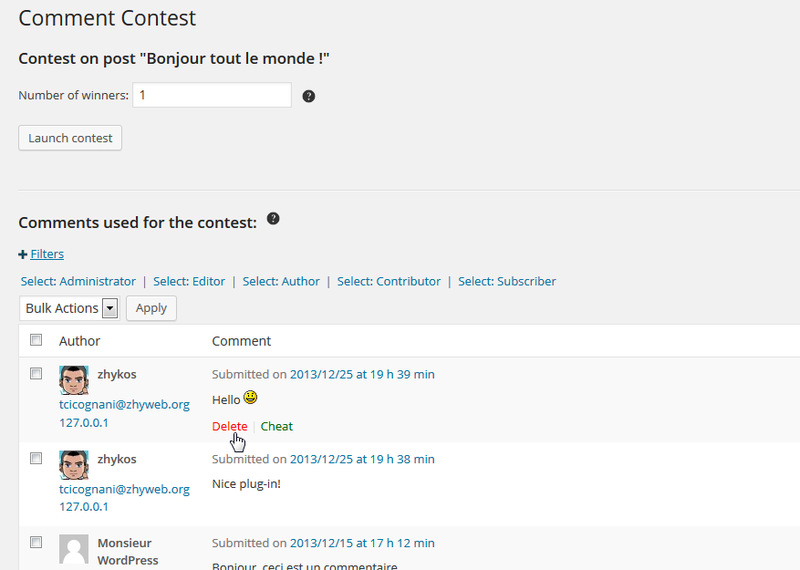 Comment Contest
Contest on post "Bonjour tout le monde !"
Number of winners: 1 ?
Launch contest
Comments used for the contest: ?
+ Filters
Select: Administrator | Select: Editor | Select: Author | Select: Contributor | Select: Subscriber
Bulk Actions Apply
Author Comment
zhykos Submitted on 2013/12/25 at 19 h 39 min
tcicognani@zhyweb.org Hello
127.0.0.1
Delete | Cheat
zhykos Submitted on 2013/12/25 at 19 h 38 min
tcicognani@zhyweb.org Nice plug-in!
127.0.0.1
Monsieur Submitted on 2013/12/15 at 17 h 12 min
WordPress
Bonjour, ceci est un commentaire